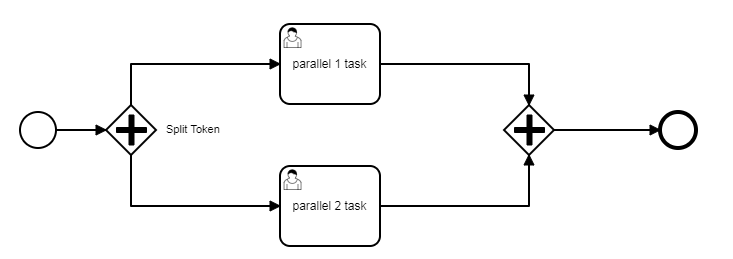 parallel 1 task
Split Token
parallel 2 task